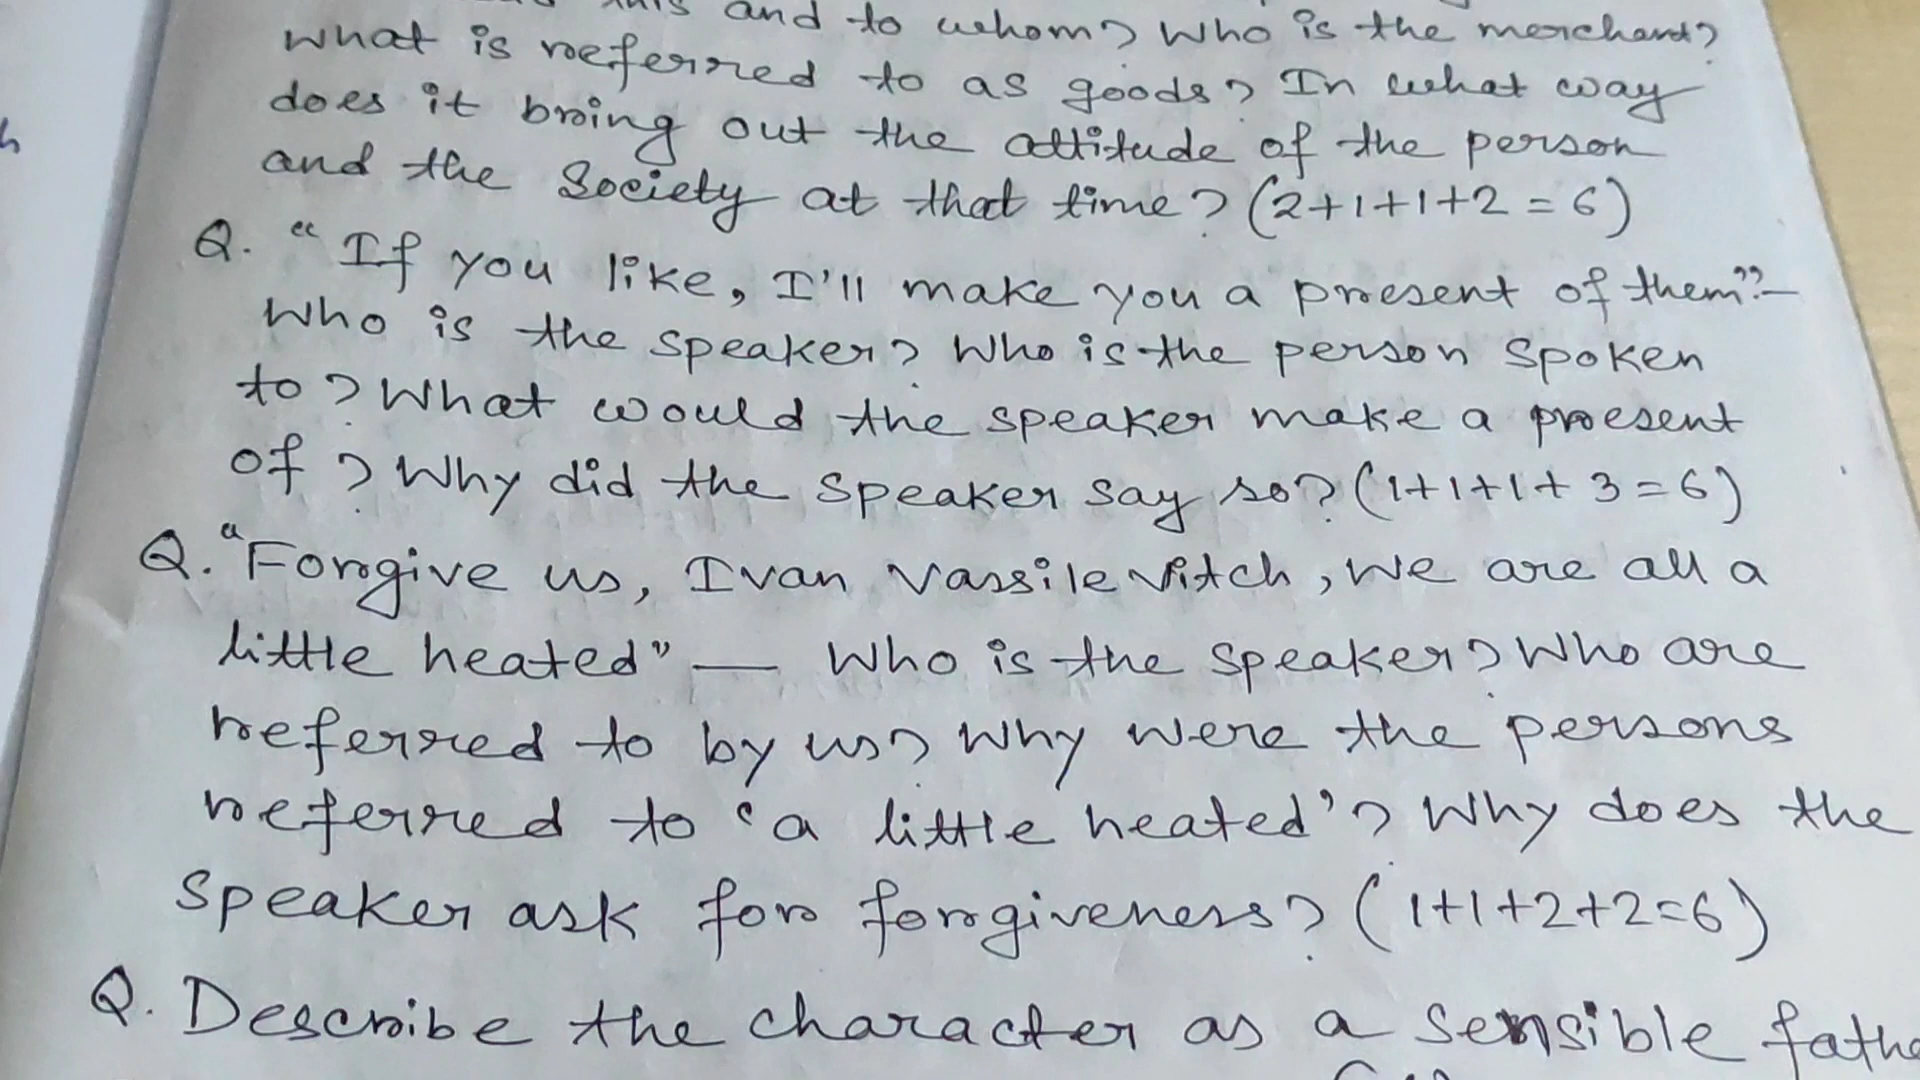 this and to whom? Who is the merchant?
What is referred to as goods? In what way
does it bring out the attitude of the person
and the Society at that time? (2+1+1+2=6)
Q. "If you like, I'll make you a present of them"-
Who is the speaker? Who is the person spoken
to? What would the speaker make a present
of? Why did the speaker say so? (1+1+1+3=6)
Q. "Forgive us, Ivan Vassilevitch, we are all a
little heated" — Who is the speaker? Who are
referred to by us? Why were the persons
referred to 'a little heated'? Why does the
speaker ask for forgiveness? (1+1+2+2=6)
Q. Describe the character as a sensible